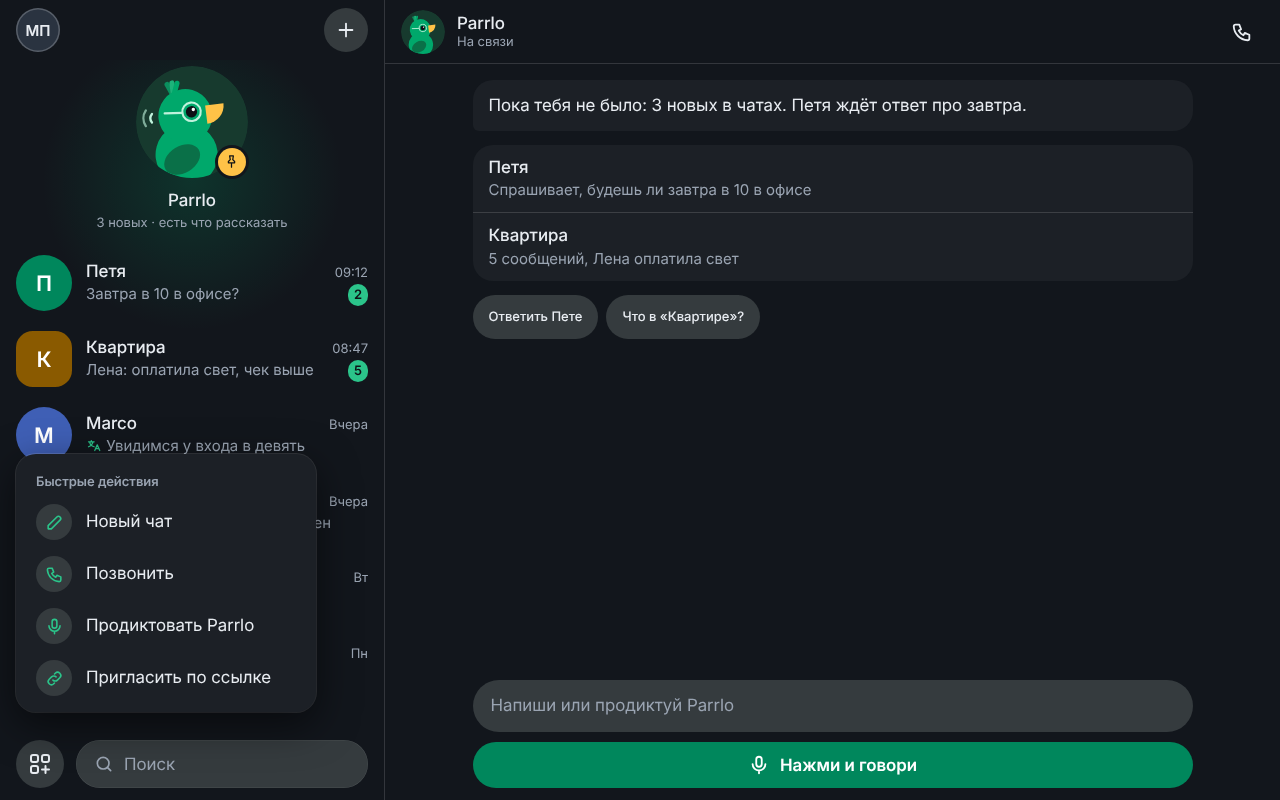 МП
Parrlo
3 новых · есть что рассказать
П
Петя
09:12
Завтра в 10 в офисе?
2
К
Квартира
08:47
Лена: оплатила свет, чек выше
5
M
Marco
Вчера
Увидимся у входа в девять
Вчера
Вт
Пн
Быстрые действия
Новый чат
Позвонить
Продиктовать Parrlo
Пригласить по ссылке
Поиск
Parrlo
На связи
Пока тебя не было: 3 новых в чатах. Петя ждёт ответ про завтра.
Петя
Спрашивает, будешь ли завтра в 10 в офисе
Квартира
5 сообщений, Лена оплатила свет
Ответить Пете
Что в «Квартире»?
Напиши или продиктуй Parrlo
Нажми и говори